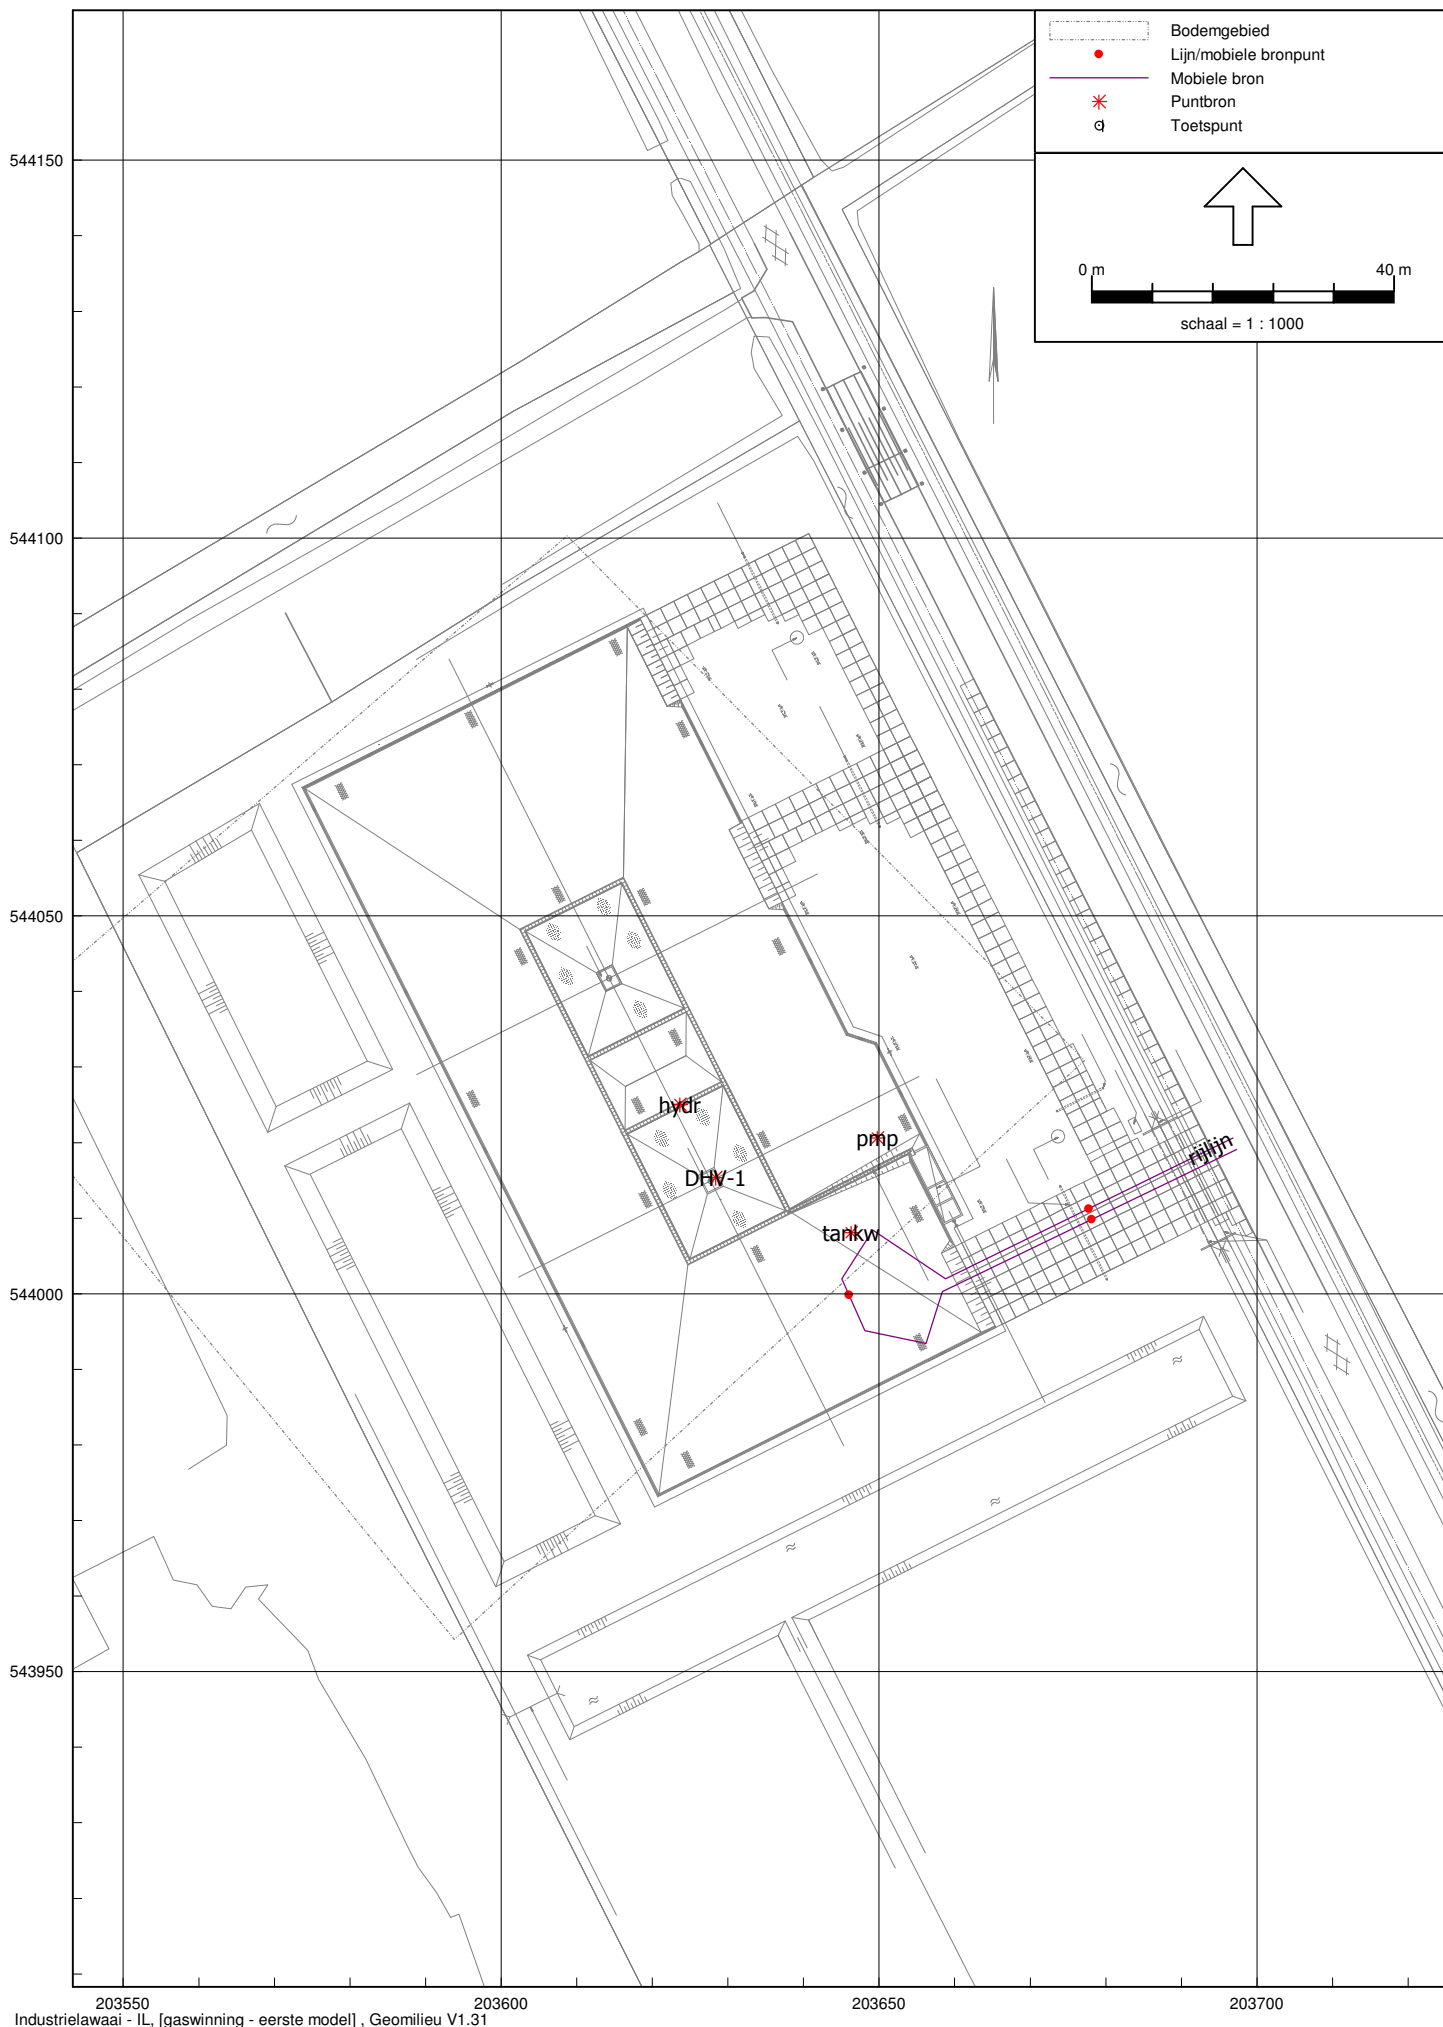 Bodemgebied
Lijn/mobiele bronpunt
Mobiele bron
Puntbron
Toetspunt
0 m
40 m
schaal = 1 : 1000
544150
544100
544050
544000
543950
hydr
pmp
DHV-1
tankw
rijlijn
203550
203600
203650
203700
Industrielawaai - IL, [gaswinning - eerste model] , Geomilieu V1.31